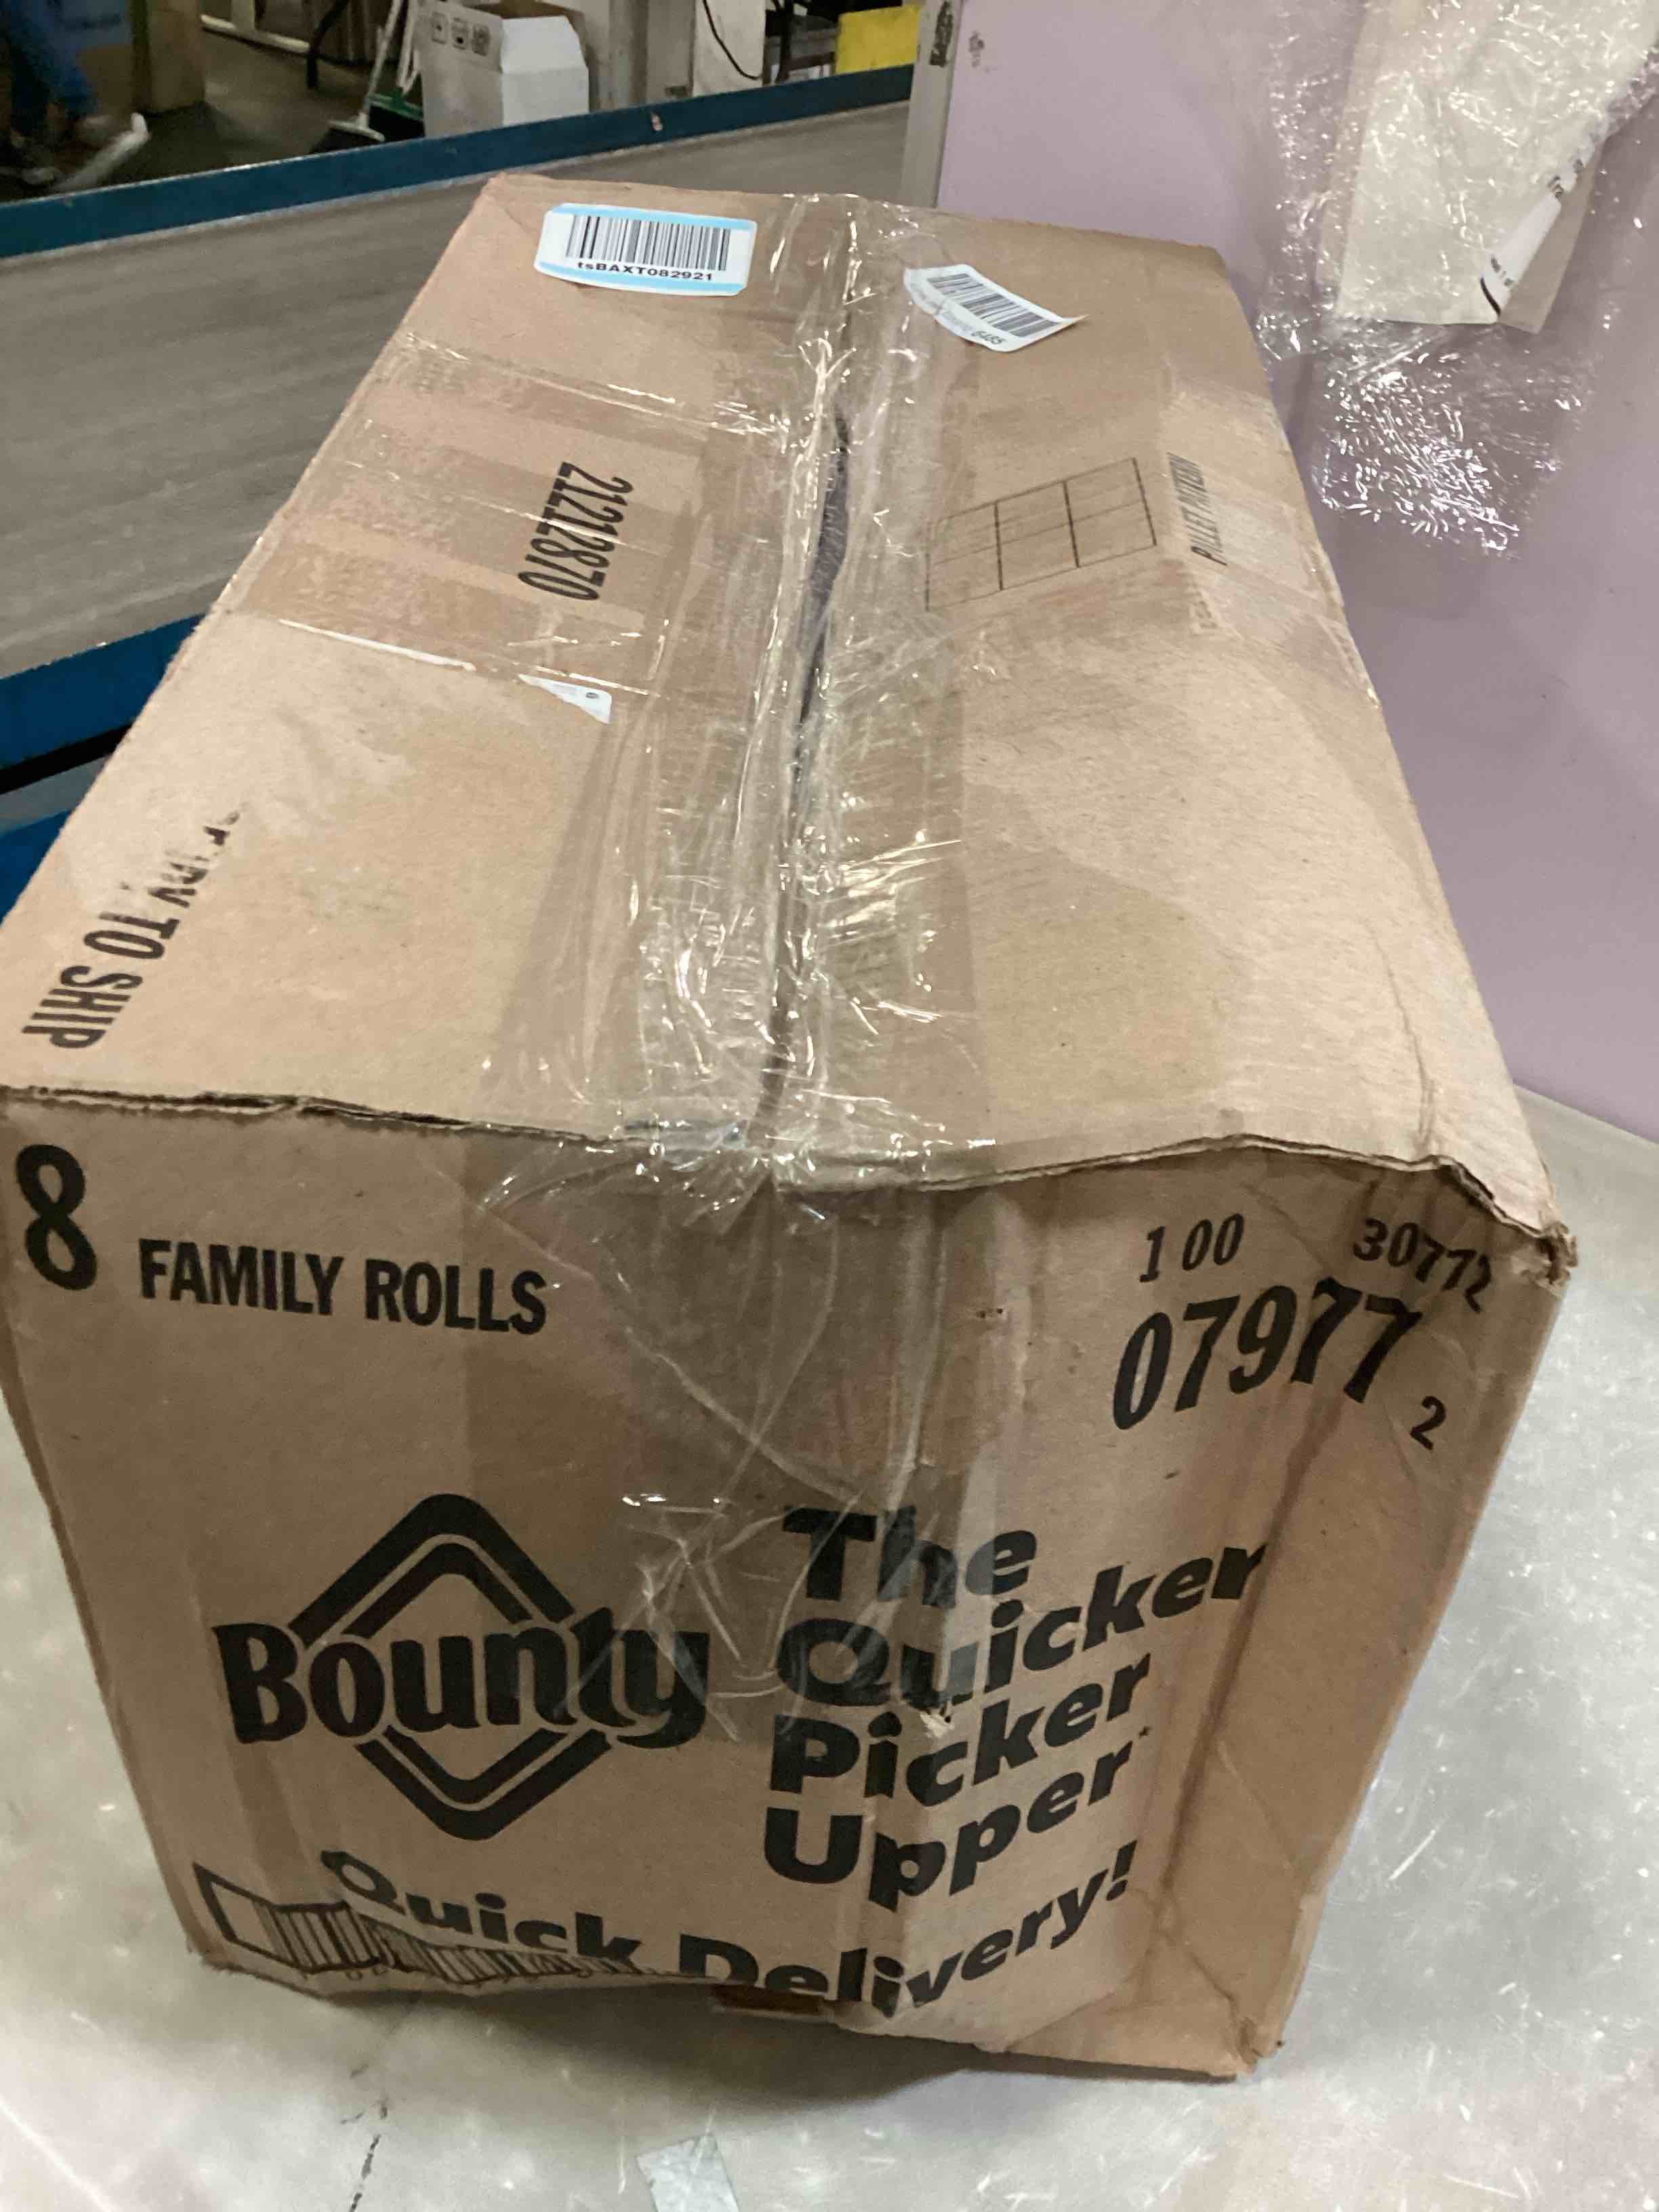 tsBAXT082921
6485
21212870
PALLET PATTERN
TO SHIP
8 FAMILY ROLLS
1 00 30772
07977 2
Bounty
The
Quicker
Picker
Upper*
Quick Delivery!